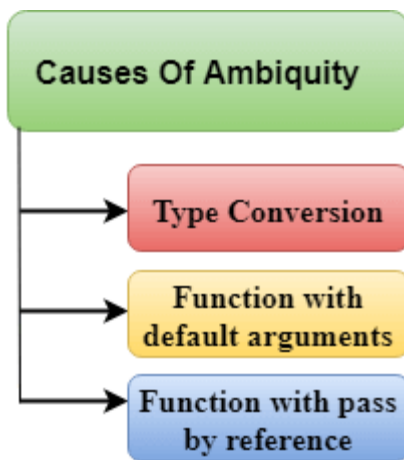 Causes Of Ambiquity
Type Conversion
Function with
default arguments
Function with pass
by reference